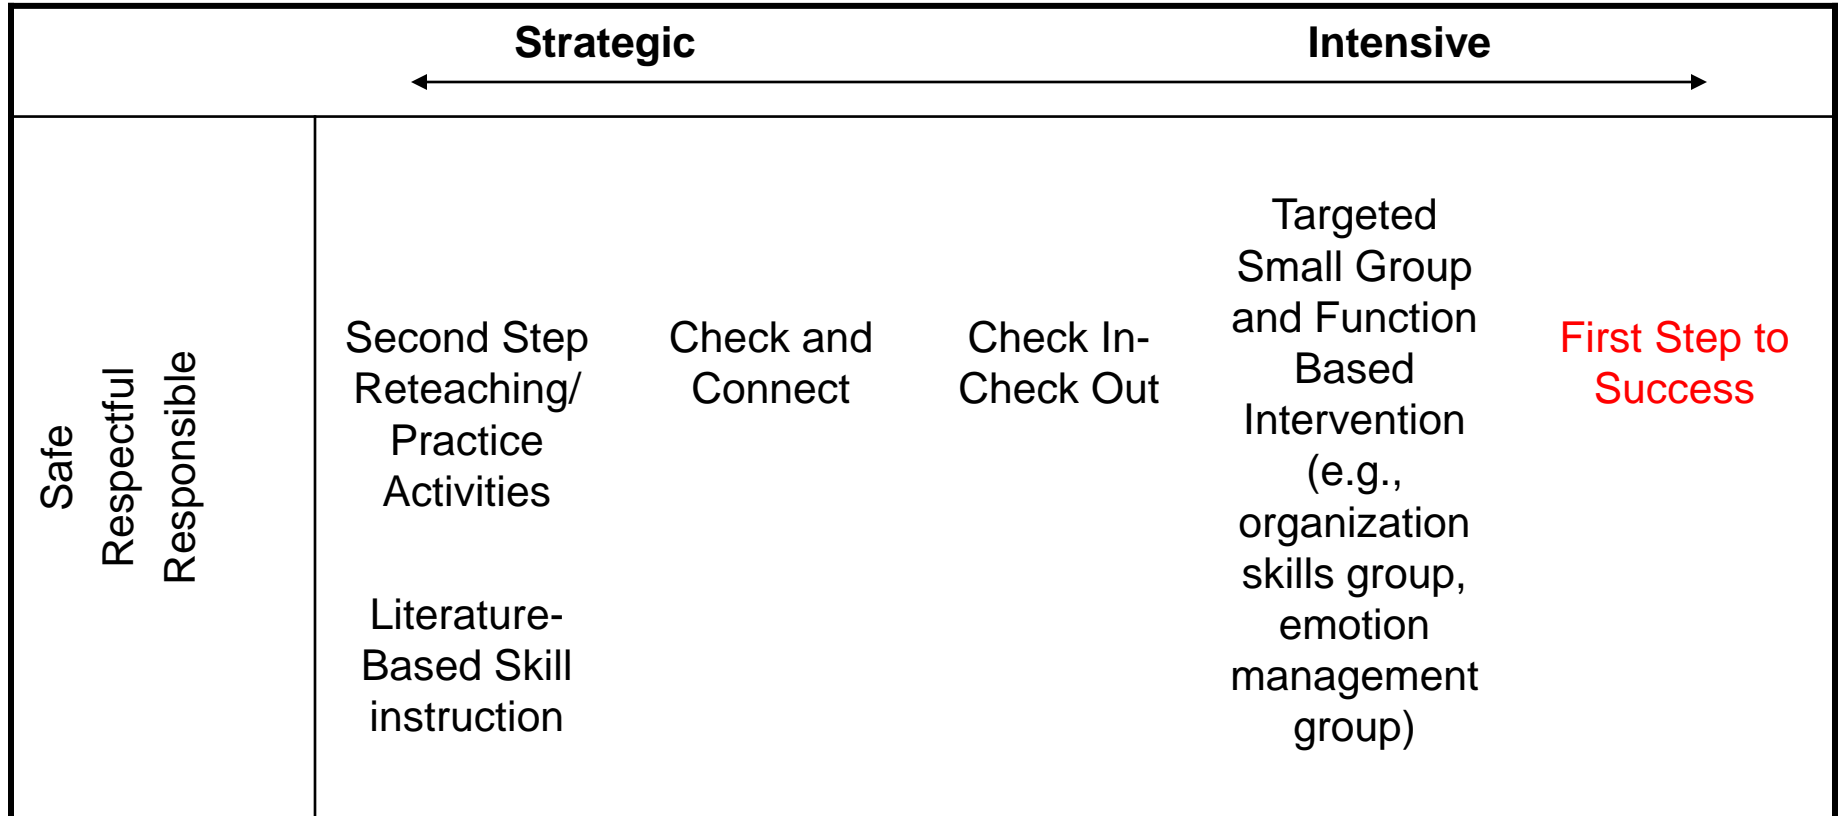 Strategic
Intensive
Safe
Respectful
Responsible
Second Step
Reteaching/
Practice
Activities
Literature-
Based Skill
instruction
Check and
Connect
Check In-
Check Out
Targeted
Small Group
and Function
Based
Intervention
(e.g.,
organization
skills group,
emotion
management
group)
First Step to
Success